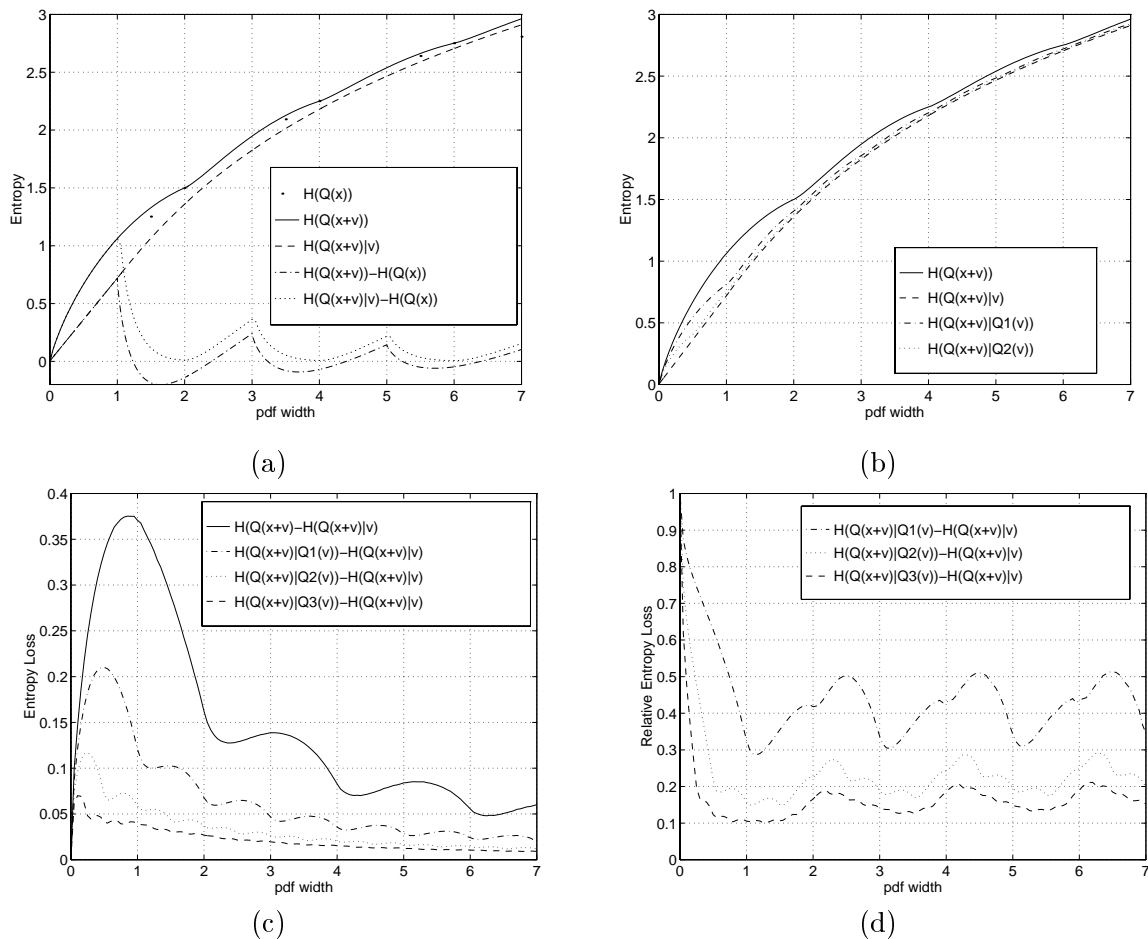 3
2.5
2
1.5
1
0.5
0
Entropy
H(Q(x))
H(Q(x+v))
H(Q(x+v)|v)
H(Q(x+v))−H(Q(x))
H(Q(x+v)|v)−H(Q(x))
0 1 2 3 4 5 6 7
pdf width
(a)
3
2.5
2
1.5
1
0.5
0
Entropy
H(Q(x+v))
H(Q(x+v)|v)
H(Q(x+v)|Q1(v))
H(Q(x+v)|Q2(v))
0 1 2 3 4 5 6 7
pdf width
(b)
0.4
0.35
0.3
0.25
0.2
0.15
0.1
0.05
0
Entropy Loss
H(Q(x+v)−H(Q(x+v)|v)
H(Q(x+v)|Q1(v))−H(Q(x+v)|v)
H(Q(x+v)|Q2(v))−H(Q(x+v)|v)
H(Q(x+v)|Q3(v))−H(Q(x+v)|v)
0 1 2 3 4 5 6 7
pdf width
(c)
1
0.9
0.8
0.7
0.6
0.5
0.4
0.3
0.2
0.1
0
Relative Entropy Loss
H(Q(x+v)|Q1(v)−H(Q(x+v)|v)
H(Q(x+v)|Q2(v))−H(Q(x+v)|v)
H(Q(x+v)|Q3(v))−H(Q(x+v)|v)
0 1 2 3 4 5 6 7
pdf width
(d)